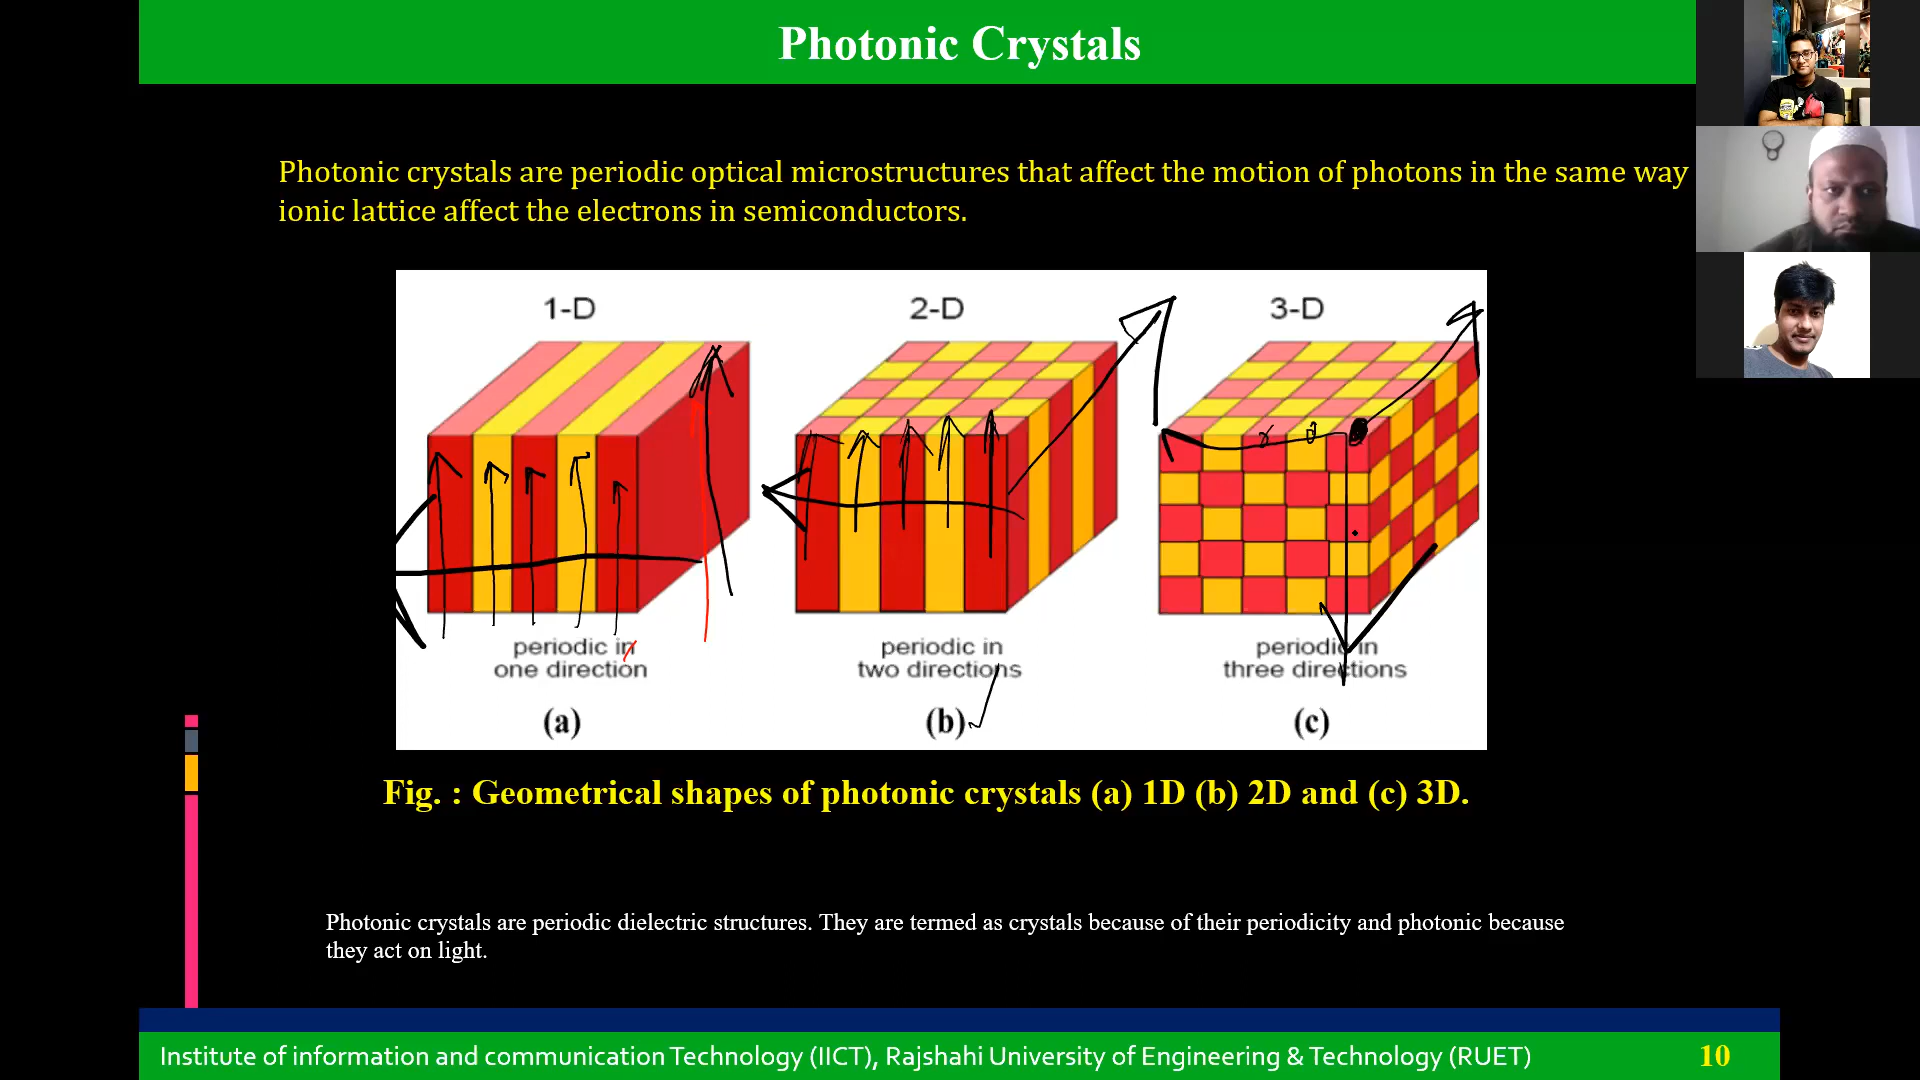 Photonic Crystals
Photonic crystals are periodic optical microstructures that affect the motion of photons in the same way
ionic lattice affect the electrons in semiconductors.
1-D
2-D
3-D
periodic in
one direction
periodic in
two directions
periodic in
three directions
(a)
(b)
(c)
Fig. : Geometrical shapes of photonic crystals (a) 1D (b) 2D and (c) 3D.
Photonic crystals are periodic dielectric structures. They are termed as crystals because of their periodicity and photonic because
they act on light.
Institute of information and communication Technology (IICT), Rajshahi University of Engineering & Technology (RUET)
10